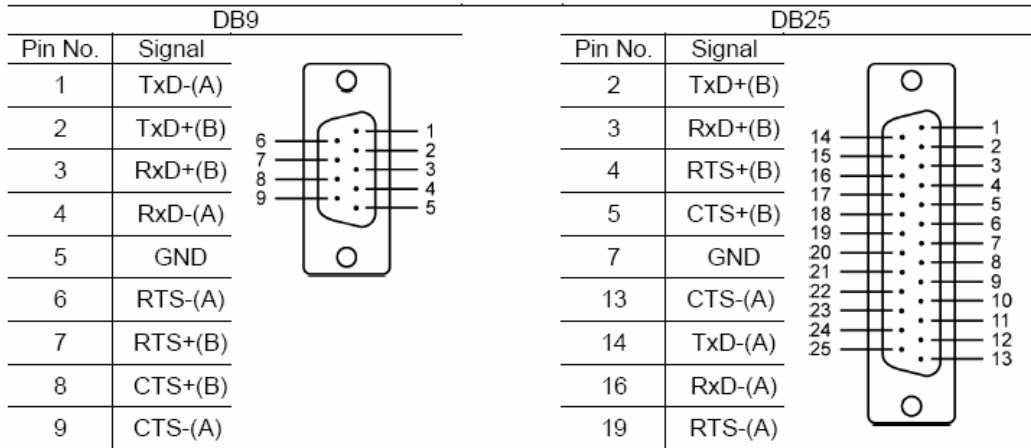 DB9
Pin No. Signal
1 TxD-(A)
2 TxD+(B)
3 RxD+(B)
4 RxD-(A)
5 GND
6 RTS-(A)
7 RTS+(B)
8 CTS+(B)
9 CTS-(A)
6
7
8
9
1
2
3
4
5
DB25
Pin No. Signal
2 TxD+(B)
3 RxD+(B)
4 RTS+(B)
5 CTS+(B)
7 GND
13 CTS-(A)
14 TxD-(A)
16 RxD-(A)
19 RTS-(A)
14
15
16
17
18
19
20
21
22
23
24
25
1
2
3
4
5
6
7
8
9
10
11
12
13